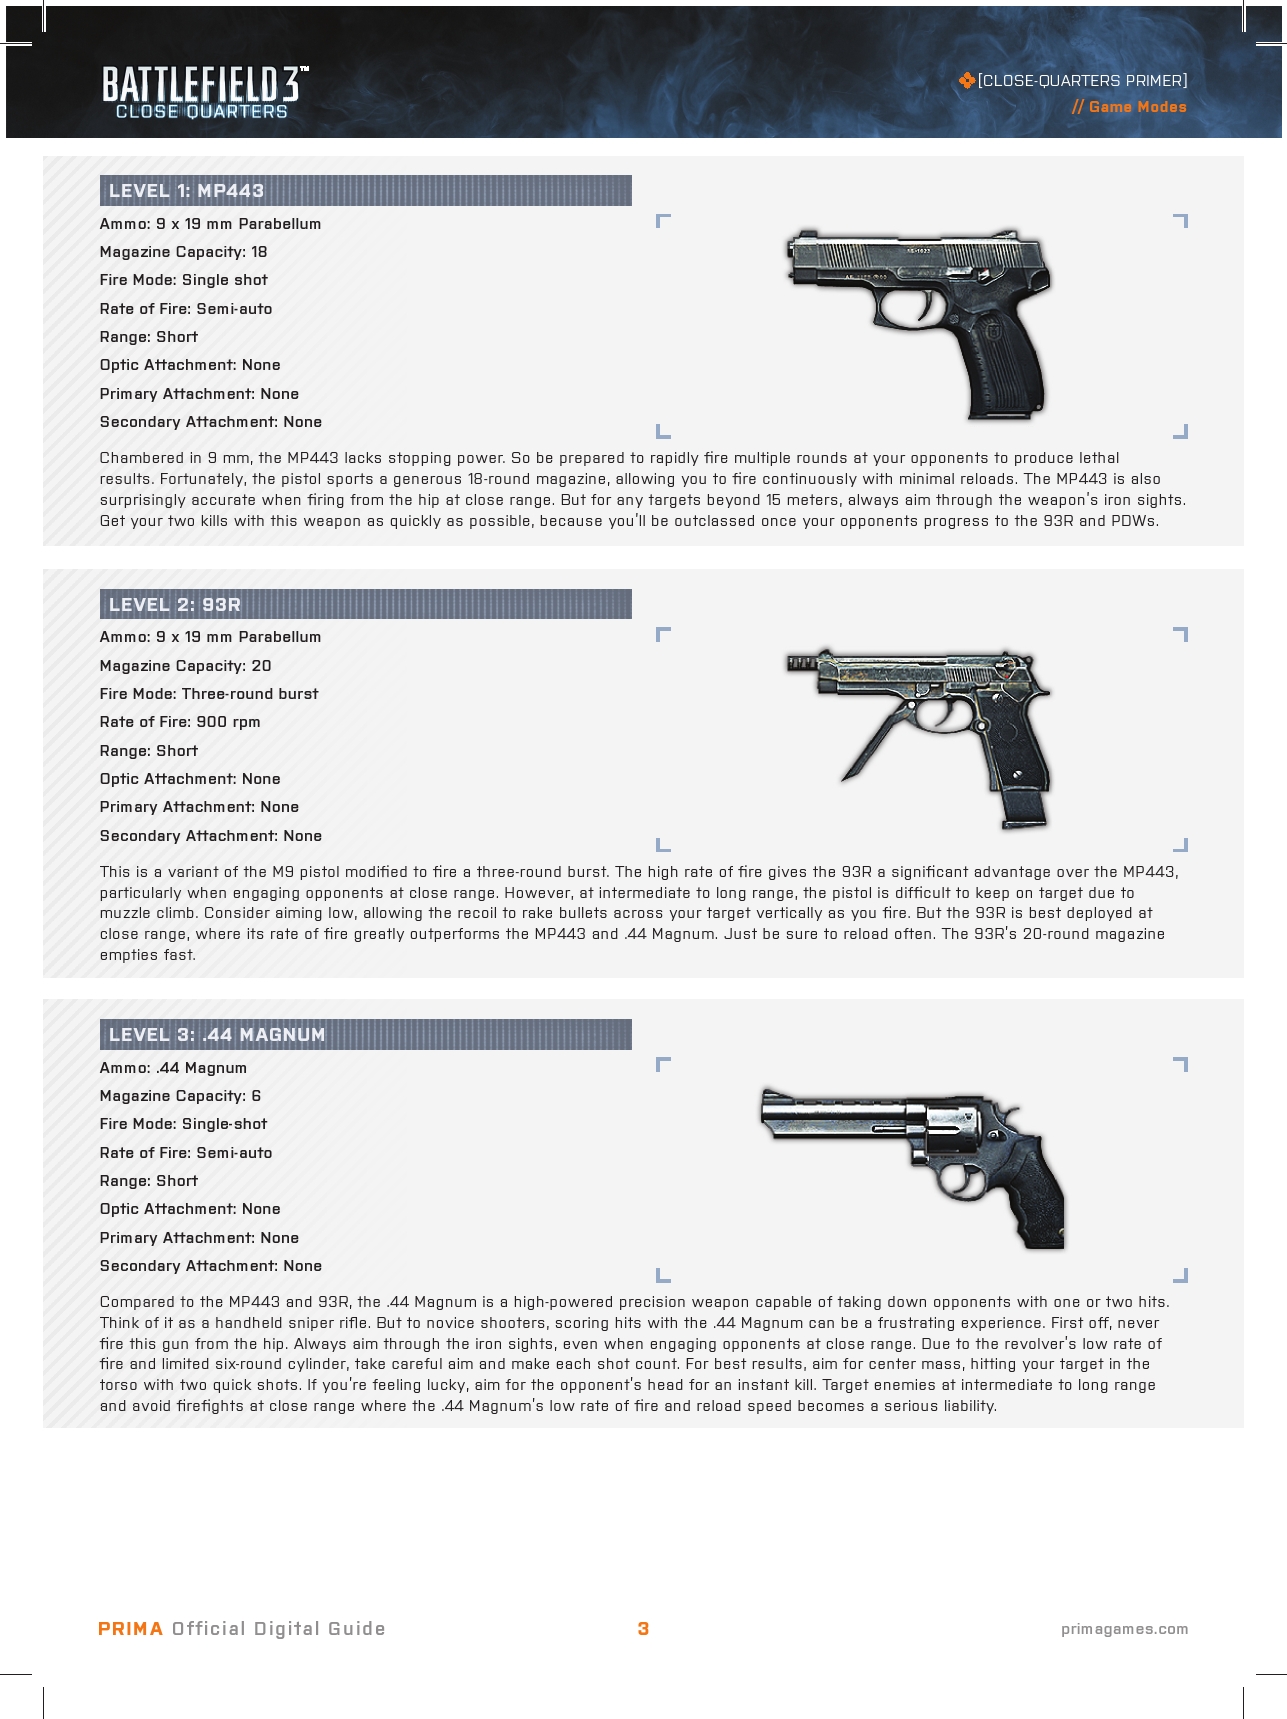 BATTLEFIELD 3™
CLOSE QUARTERS
[CLOSE-QUARTERS PRIMER]
// Game Modes
LEVEL 1: MP443
Ammo: 9 x 19 mm Parabellum
Magazine Capacity: 18
Fire Mode: Single shot
Rate of Fire: Semi-auto
Range: Short
Optic Attachment: None
Primary Attachment: None
Secondary Attachment: None
Chambered in 9 mm, the MP443 lacks stopping power. So be prepared to rapidly fire multiple rounds at your opponents to produce lethal
results. Fortunately, the pistol sports a generous 18-round magazine, allowing you to fire continuously with minimal reloads. The MP443 is also
surprisingly accurate when firing from the hip at close range. But for any targets beyond 15 meters, always aim through the weapon's iron sights.
Get your two kills with this weapon as quickly as possible, because you'll be outclassed once your opponents progress to the 93R and PDWs.
LEVEL 2: 93R
Ammo: 9 x 19 mm Parabellum
Magazine Capacity: 20
Fire Mode: Three-round burst
Rate of Fire: 900 rpm
Range: Short
Optic Attachment: None
Primary Attachment: None
Secondary Attachment: None
This is a variant of the M9 pistol modified to fire a three-round burst. The high rate of fire gives the 93R a significant advantage over the MP443,
particularly when engaging opponents at close range. However, at intermediate to long range, the pistol is difficult to keep on target due to
muzzle climb. Consider aiming low, allowing the recoil to rake bullets across your target vertically as you fire. But the 93R is best deployed at
close range, where its rate of fire greatly outperforms the MP443 and .44 Magnum. Just be sure to reload often. The 93R's 20-round magazine
empties fast.
LEVEL 3: .44 MAGNUM
Ammo: .44 Magnum
Magazine Capacity: 6
Fire Mode: Single-shot
Rate of Fire: Semi-auto
Range: Short
Optic Attachment: None
Primary Attachment: None
Secondary Attachment: None
Compared to the MP443 and 93R, the .44 Magnum is a high-powered precision weapon capable of taking down opponents with one or two hits.
Think of it as a handheld sniper rifle. But to novice shooters, scoring hits with the .44 Magnum can be a frustrating experience. First off, never
fire this gun from the hip. Always aim through the iron sights, even when engaging opponents at close range. Due to the revolver's low rate of
fire and limited six-round cylinder, take careful aim and make each shot count. For best results, aim for center mass, hitting your target in the
torso with two quick shots. If you're feeling lucky, aim for the opponent's head for an instant kill. Target enemies at intermediate to long range
and avoid firefights at close range where the .44 Magnum's low rate of fire and reload speed becomes a serious liability.
PRIMA Official Digital Guide
3
primagames.com